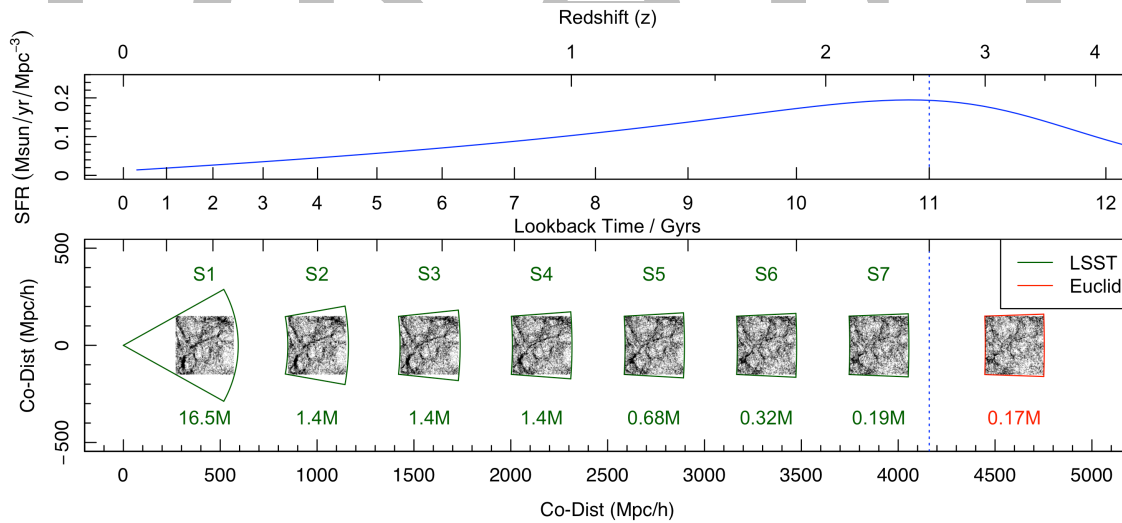 Redshift (z)
0 1 2 3 4
SFR (Msun/yr/Mpc⁻³)
0.2
0.1
0
0 1 2 3 4 5 6 7 8 9 10 11 12
Lookback Time / Gyrs
Co-Dist (Mpc/h)
500
0
−500
S1 S2 S3 S4 S5 S6 S7
LSST
Euclid
16.5M 1.4M 1.4M 1.4M 0.68M 0.32M 0.19M 0.17M
0 500 1000 1500 2000 2500 3000 3500 4000 4500 5000
Co-Dist (Mpc/h)